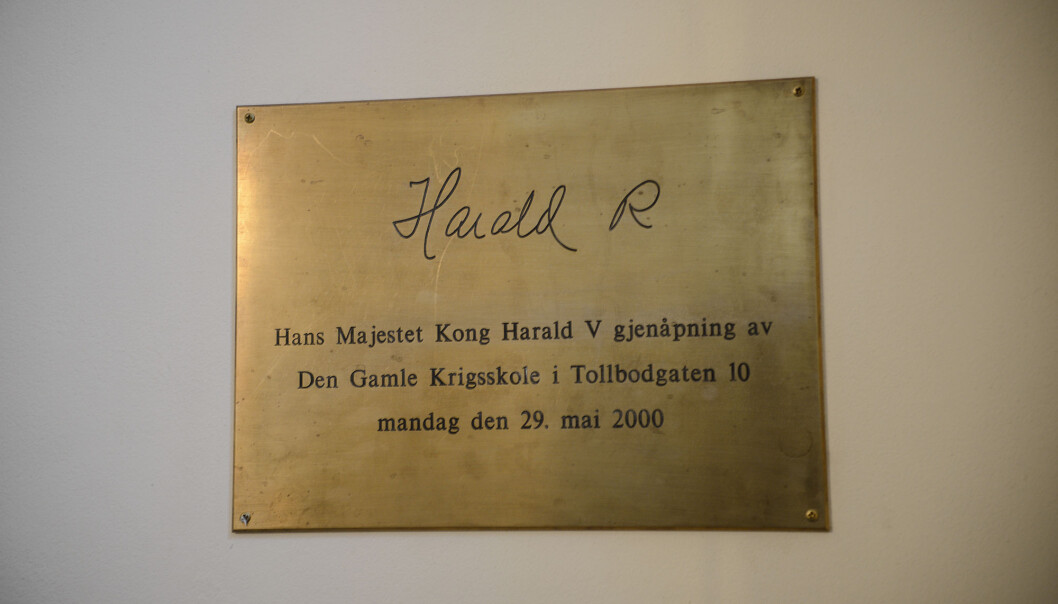 Harald R
Hans Majestet Kong Harald V gjenåpning av
Den Gamle Krigsskole i Tollbodgaten 10
mandag den 29. mai 2000